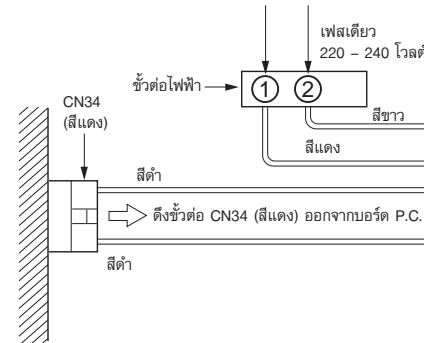 เฟสเดียว
220 – 240 โวลต์
ขั้วต่อไฟฟ้า
1 2
CN34
(สีแดง)
สีขาว
สีแดง
สีดำ
ดึงขั้วต่อ CN34 (สีแดง) ออกจากบอร์ด P.C.
สีดำ